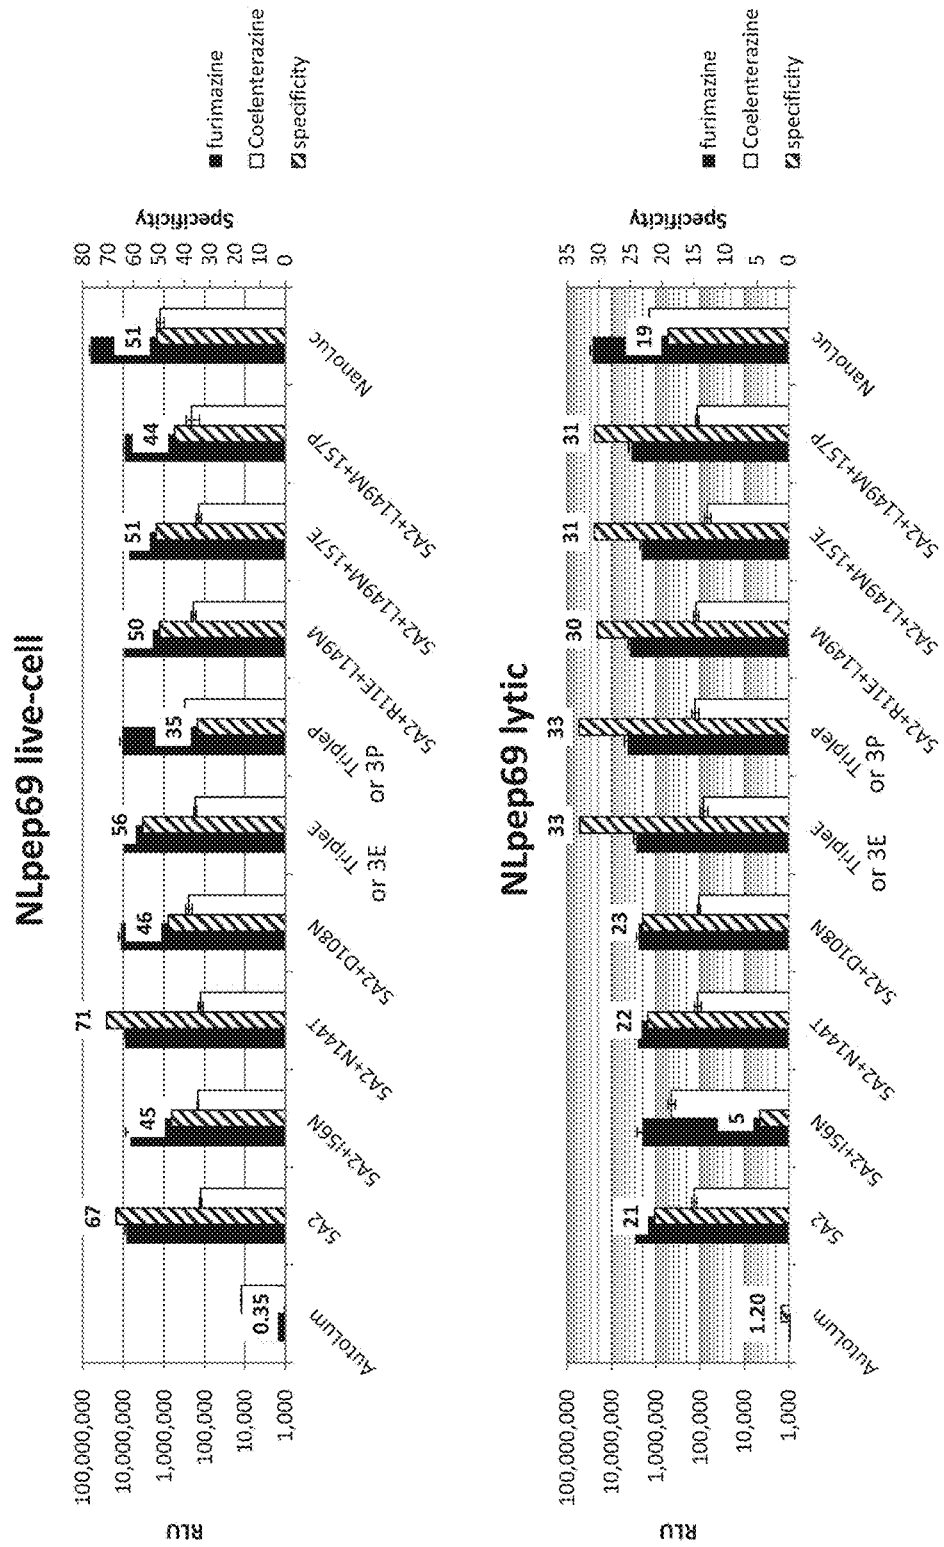 NLpep69 live-cell
RLU
100,000,000
10,000,000
1,000,000
100,000
10,000
1,000
0.35
67
45
71
46
56
35
50
51
44
51
80
70
60
50
40
30
20
10
0
Specificity
AutoLum
5A2
5A2+I56N
5A2+N144T
5A2+D108N
TripleE
or 3E
TripleP
or 3P
5A2+R11E+L149M
5A2+L149M+157E
5A2+L149M+157P
NanoLuc
furimazine
Coelenterazine
specificity
NLpep69 lytic
RLU
100,000,000
10,000,000
1,000,000
100,000
10,000
1,000
1.20
21
5
22
23
33
33
30
31
31
19
35
30
25
20
15
10
5
0
Specificity
AutoLum
5A2
5A2+I56N
5A2+N144T
5A2+D108N
TripleE
or 3E
TripleP
or 3P
5A2+R11E+L149M
5A2+L149M+157E
5A2+L149M+157P
NanoLuc
furimazine
Coelenterazine
specificity